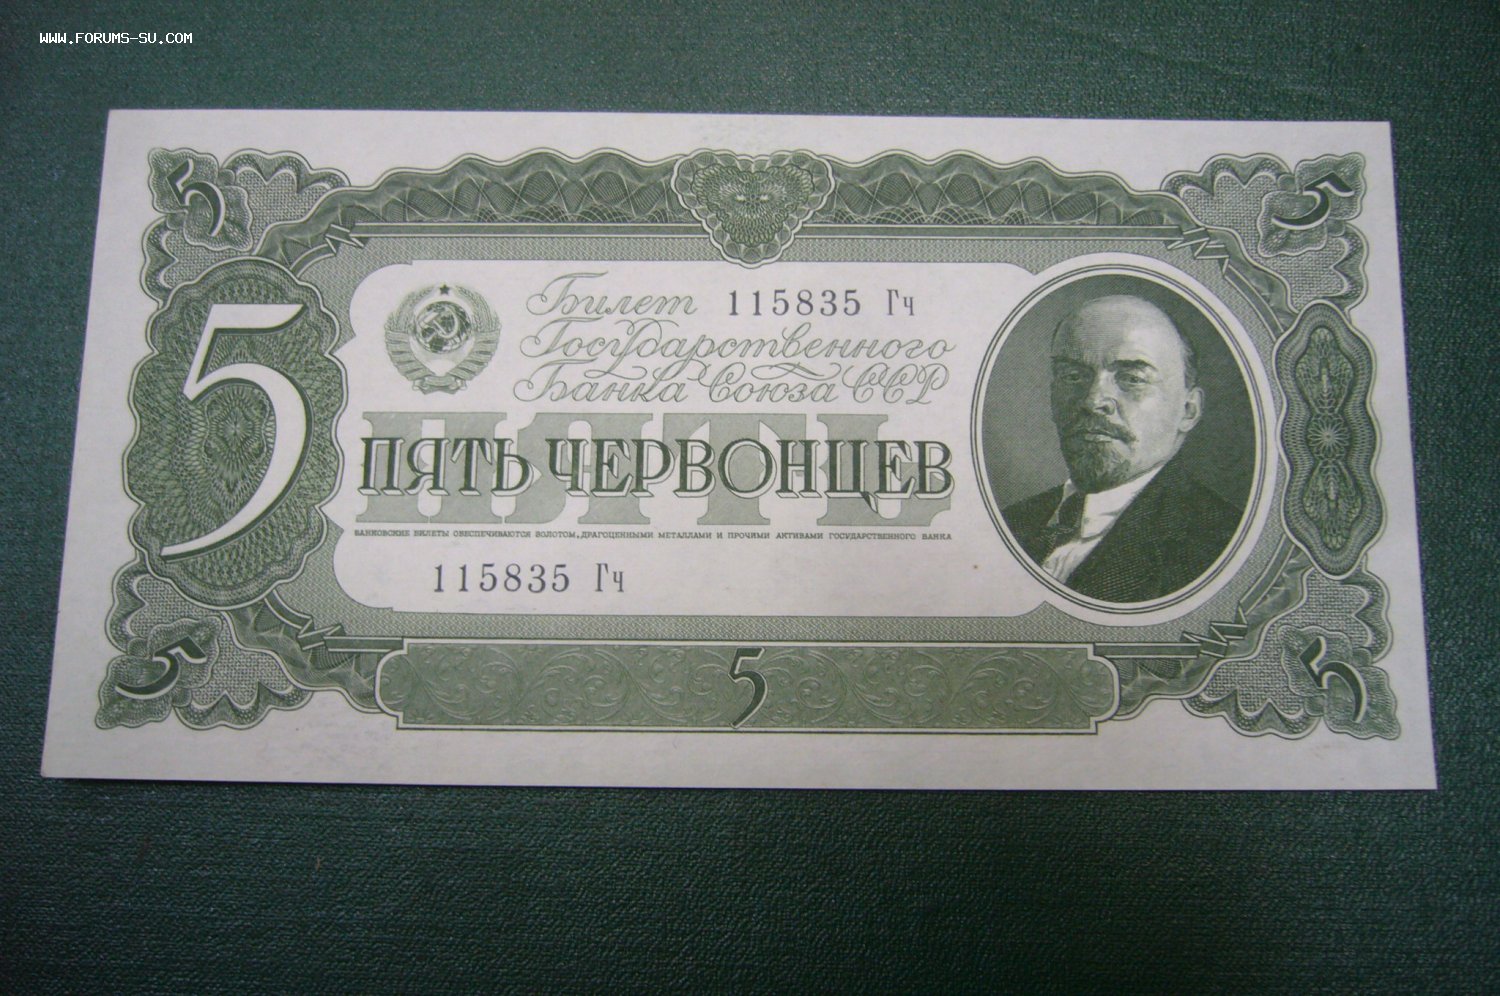 WWW.FORUMS-SU.COM
5 5
5
Билет 115835 Гч
Государственного
Банка Союза ССР
ПЯТЬ
ПЯТЬ ЧЕРВОНЦЕВ
БАНКОВСКИЕ БИЛЕТЫ ОБЕСПЕЧИВАЮТСЯ ЗОЛОТОМ, ДРАГОЦЕННЫМИ МЕТАЛЛАМИ И ПРОЧИМИ АКТИВАМИ ГОСУДАРСТВЕННОГО БАНКА
115835 Гч
5 5 5